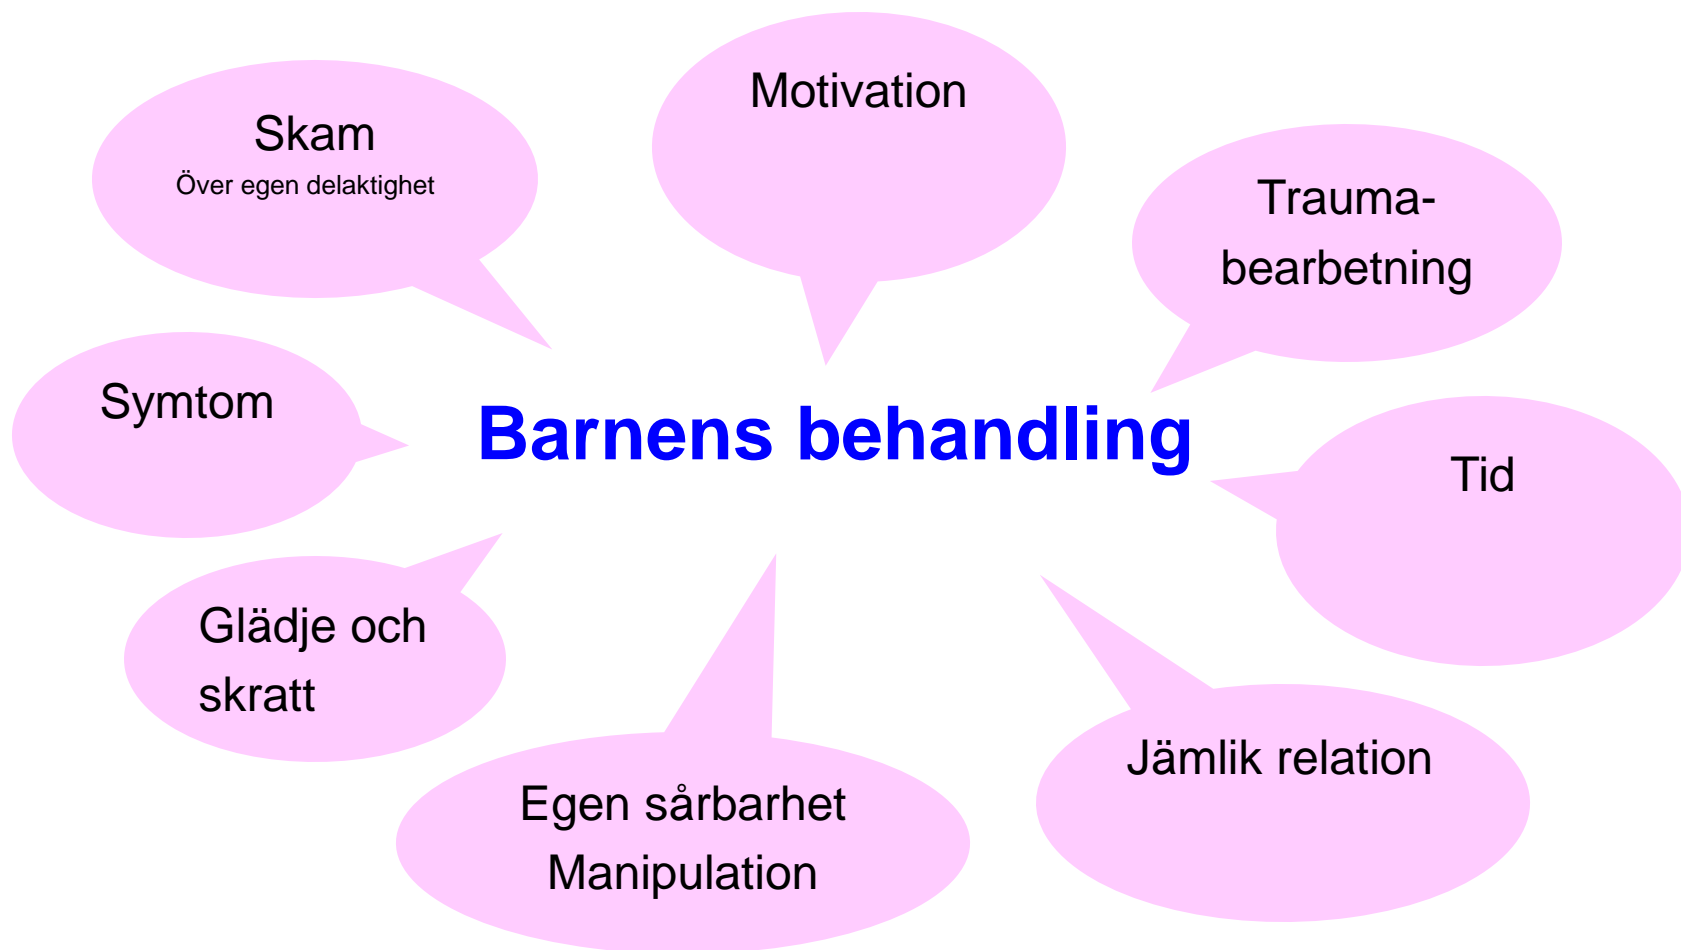 Motivation
Skam
Över egen delaktighet
Trauma-
bearbetning
Symtom
Barnens behandling
Tid
Glädje och
skratt
Jämlik relation
Egen sårbarhet
Manipulation